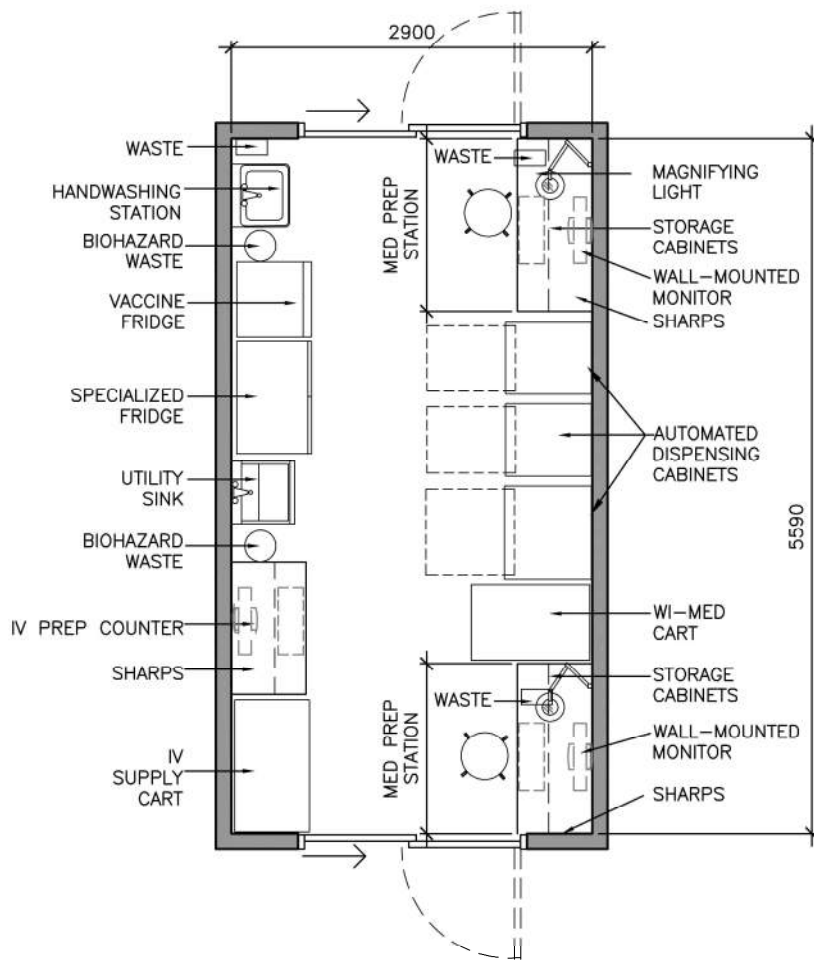 2900
WASTE
HANDWASHING
STATION
BIOHAZARD
WASTE
VACCINE
FRIDGE
SPECIALIZED
FRIDGE
UTILITY
SINK
BIOHAZARD
WASTE
IV PREP COUNTER
SHARPS
IV
SUPPLY
CART
MED PREP
STATION
WASTE
MAGNIFYING
LIGHT
STORAGE
CABINETS
WALL-MOUNTED
MONITOR
SHARPS
AUTOMATED
DISPENSING
CABINETS
5590
WI-MED
CART
MED PREP
STATION
WASTE
STORAGE
CABINETS
WALL-MOUNTED
MONITOR
SHARPS